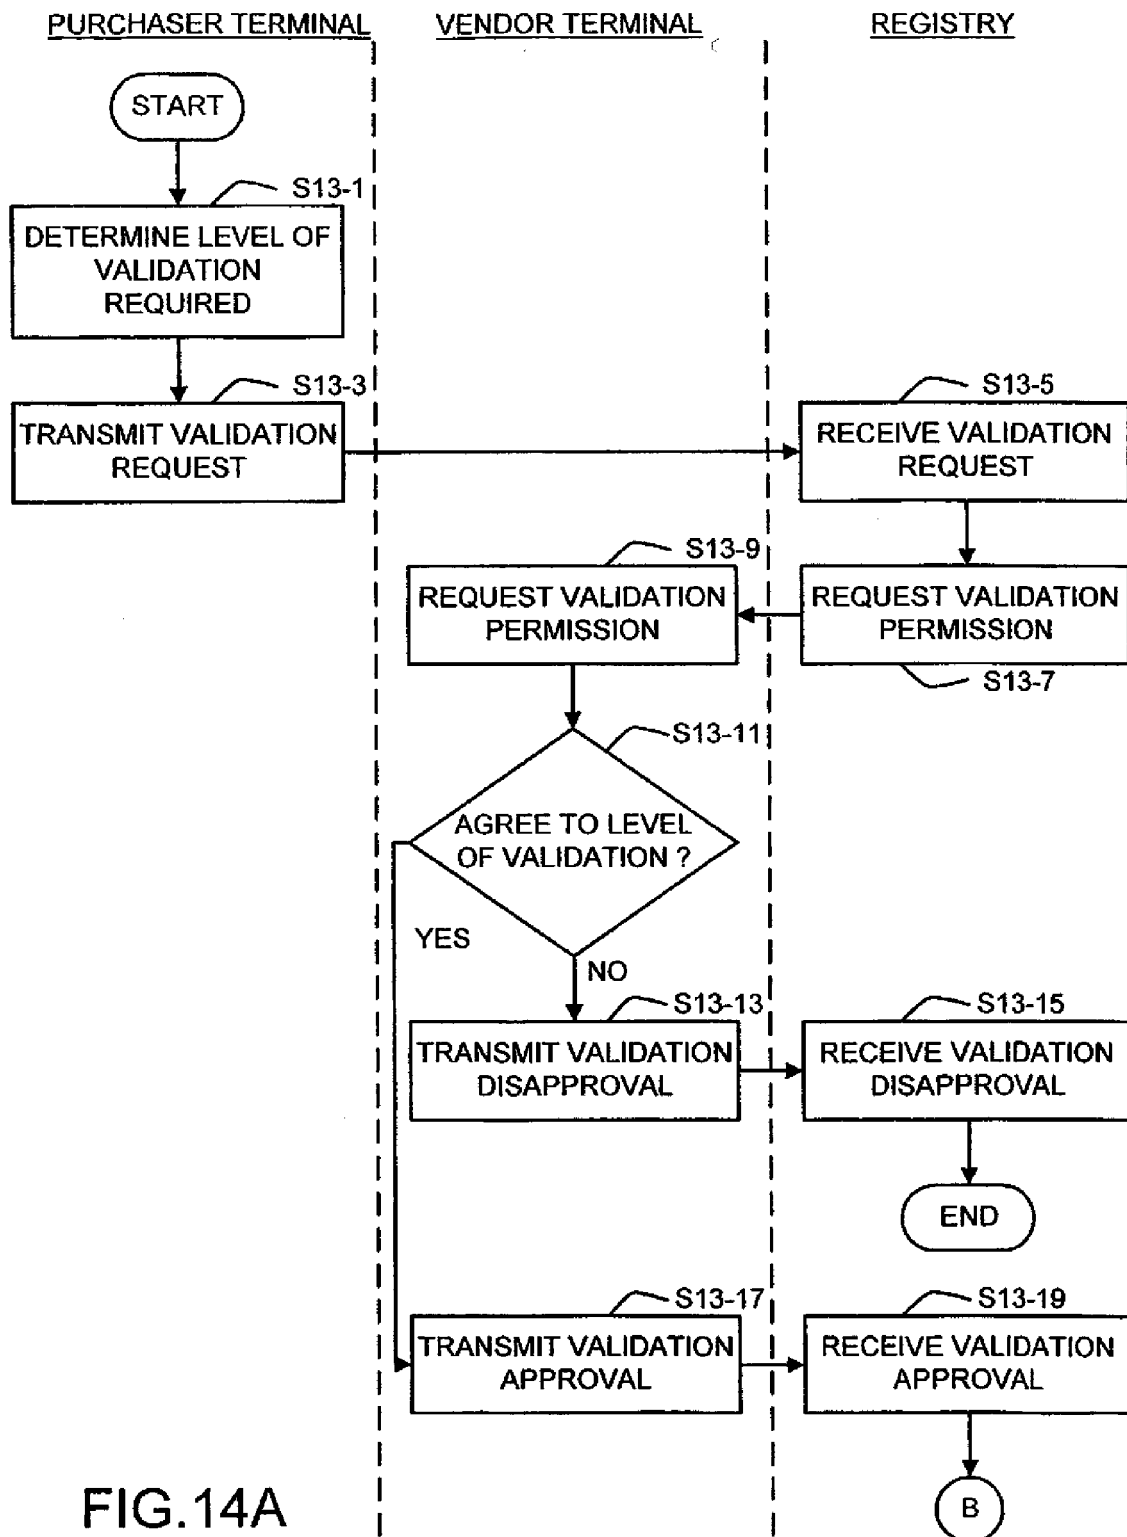 PURCHASER TERMINAL
VENDOR TERMINAL
REGISTRY
START
S13-1
DETERMINE LEVEL OF
VALIDATION
REQUIRED
S13-3
TRANSMIT VALIDATION
REQUEST
S13-5
RECEIVE VALIDATION
REQUEST
S13-9
REQUEST VALIDATION
PERMISSION
REQUEST VALIDATION
PERMISSION
S13-7
S13-11
AGREE TO LEVEL
OF VALIDATION ?
YES
NO
S13-13
TRANSMIT VALIDATION
DISAPPROVAL
S13-15
RECEIVE VALIDATION
DISAPPROVAL
END
S13-17
TRANSMIT VALIDATION
APPROVAL
S13-19
RECEIVE VALIDATION
APPROVAL
B
FIG.14A